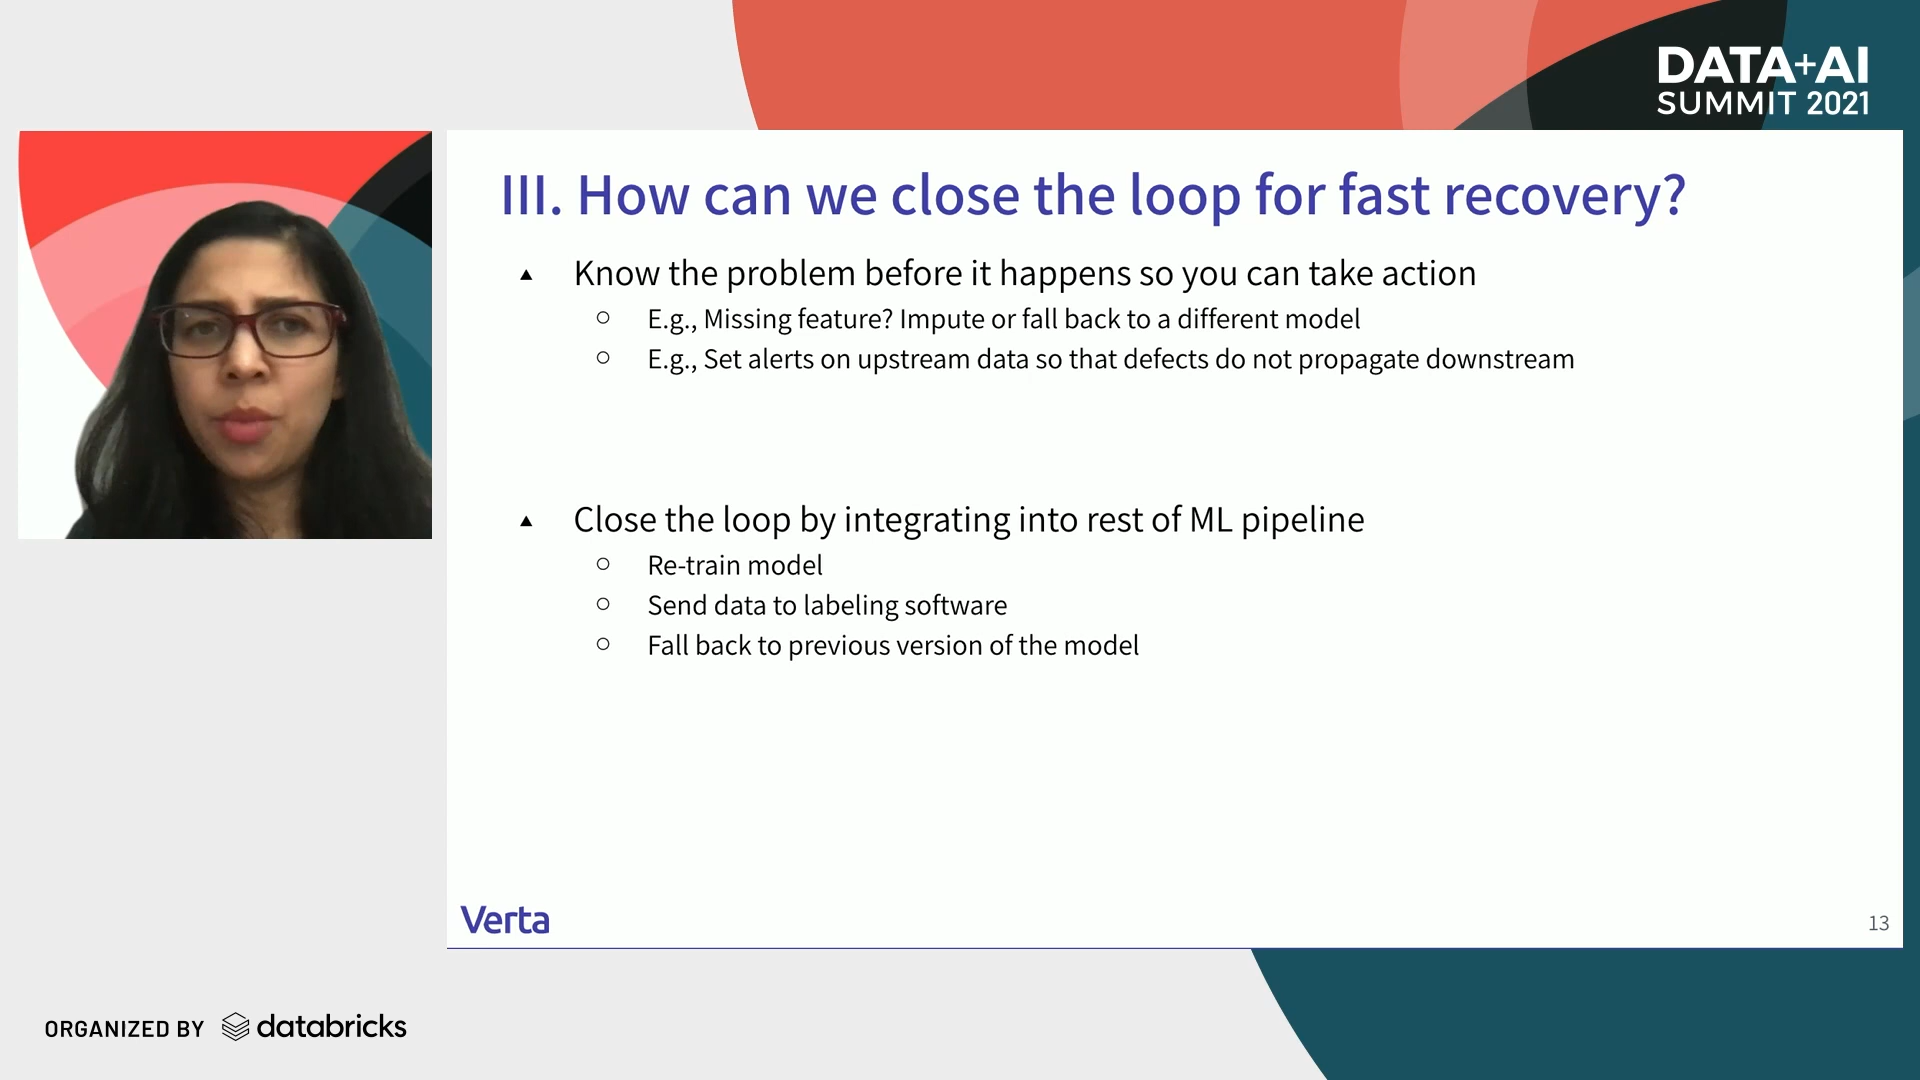 DATA+AI
SUMMIT 2021
III. How can we close the loop for fast recovery?
▲ Know the problem before it happens so you can take action
○ E.g., Missing feature? Impute or fall back to a different model
○ E.g., Set alerts on upstream data so that defects do not propagate downstream
▲ Close the loop by integrating into rest of ML pipeline
○ Re-train model
○ Send data to labeling software
○ Fall back to previous version of the model
Verta
13
ORGANIZED BY databricks